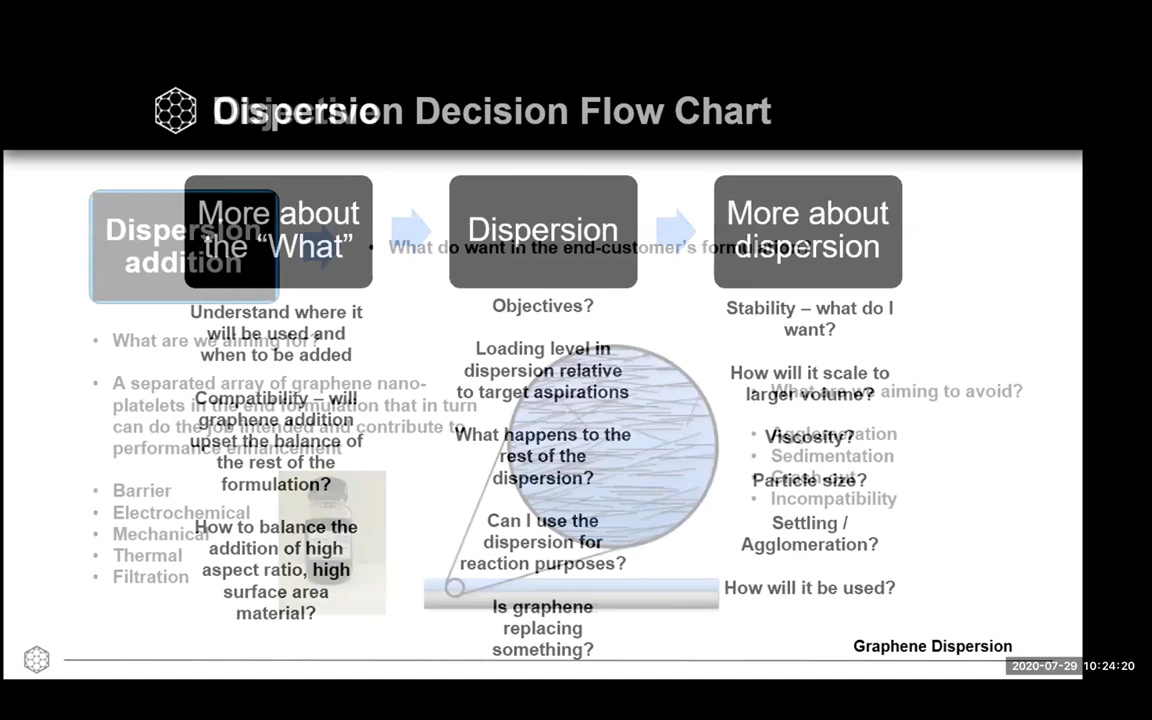 Dispersion Decision Flow Chart
Dispersion
addition
More about
the “What”
Dispersion
More about
dispersion
What do want in the end-customer’s
Understand where it
will be used and
when to be added
Compatibility – will
graphene addition
upset the balance of
the rest of the
formulation?
How to balance the
addition of high
aspect ratio, high
surface area
material?
Objectives?
Loading level in
dispersion relative
to target aspirations
What happens to the
rest of the
dispersion?
Can I use the
dispersion for
reaction purposes?
Is graphene
replacing
something?
Stability – what do I
want?
How will it scale to
larger volume?
Viscosity?
Particle size?
Settling /
Agglomeration?
How will it be used?
• What are we aiming for?
• A separated array of graphene nano-
platelets in the end formulation that in turn
can do the job intended and contribute to
performance enhancement
• Barrier
• Electrochemical
• Mechanical
• Thermal
• Filtration
• What are we aiming to avoid?
• Agglomeration
• Sedimentation
• Incompatibility
Graphene Dispersion
2020-07-29 10:24:20